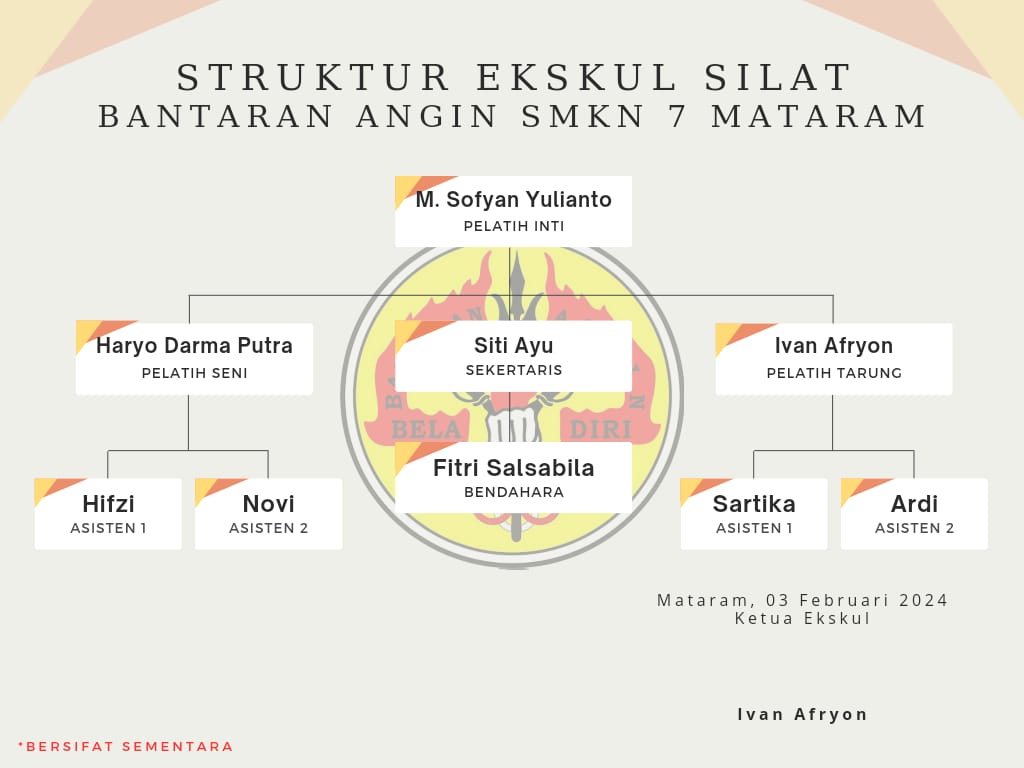 STRUKTUR EKSKUL SILAT
BANTARAN ANGIN SMKN 7 MATARAM
M. Sofyan Yulianto
PELATIH INTI
Haryo Darma Putra
PELATIH SENI
Siti Ayu
SEKERTARIS
Ivan Afryon
PELATIH TARUNG
BELA DIRI
Fitri Salsabila
BENDAHARA
Hifzi
ASISTEN 1
Novi
ASISTEN 2
Sartika
ASISTEN 1
Ardi
ASISTEN 2
Mataram, 03 Februari 2024
Ketua Ekskul
Ivan Afryon
*BERSIFAT SEMENTARA